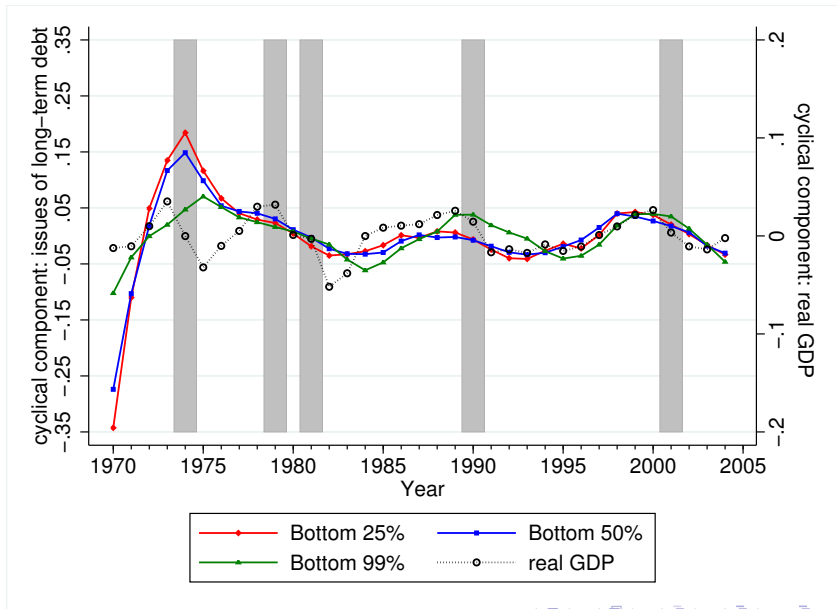 cyclical component: issues of long−term debt
.35
.25
.15
.05
−.05
−.15
−.25
−.35
.2
.1
0
−.1
−.2
cyclical component: real GDP
1970 1975 1980 1985 1990 1995 2000 2005
Year
Bottom 25% Bottom 50%
Bottom 99% real GDP